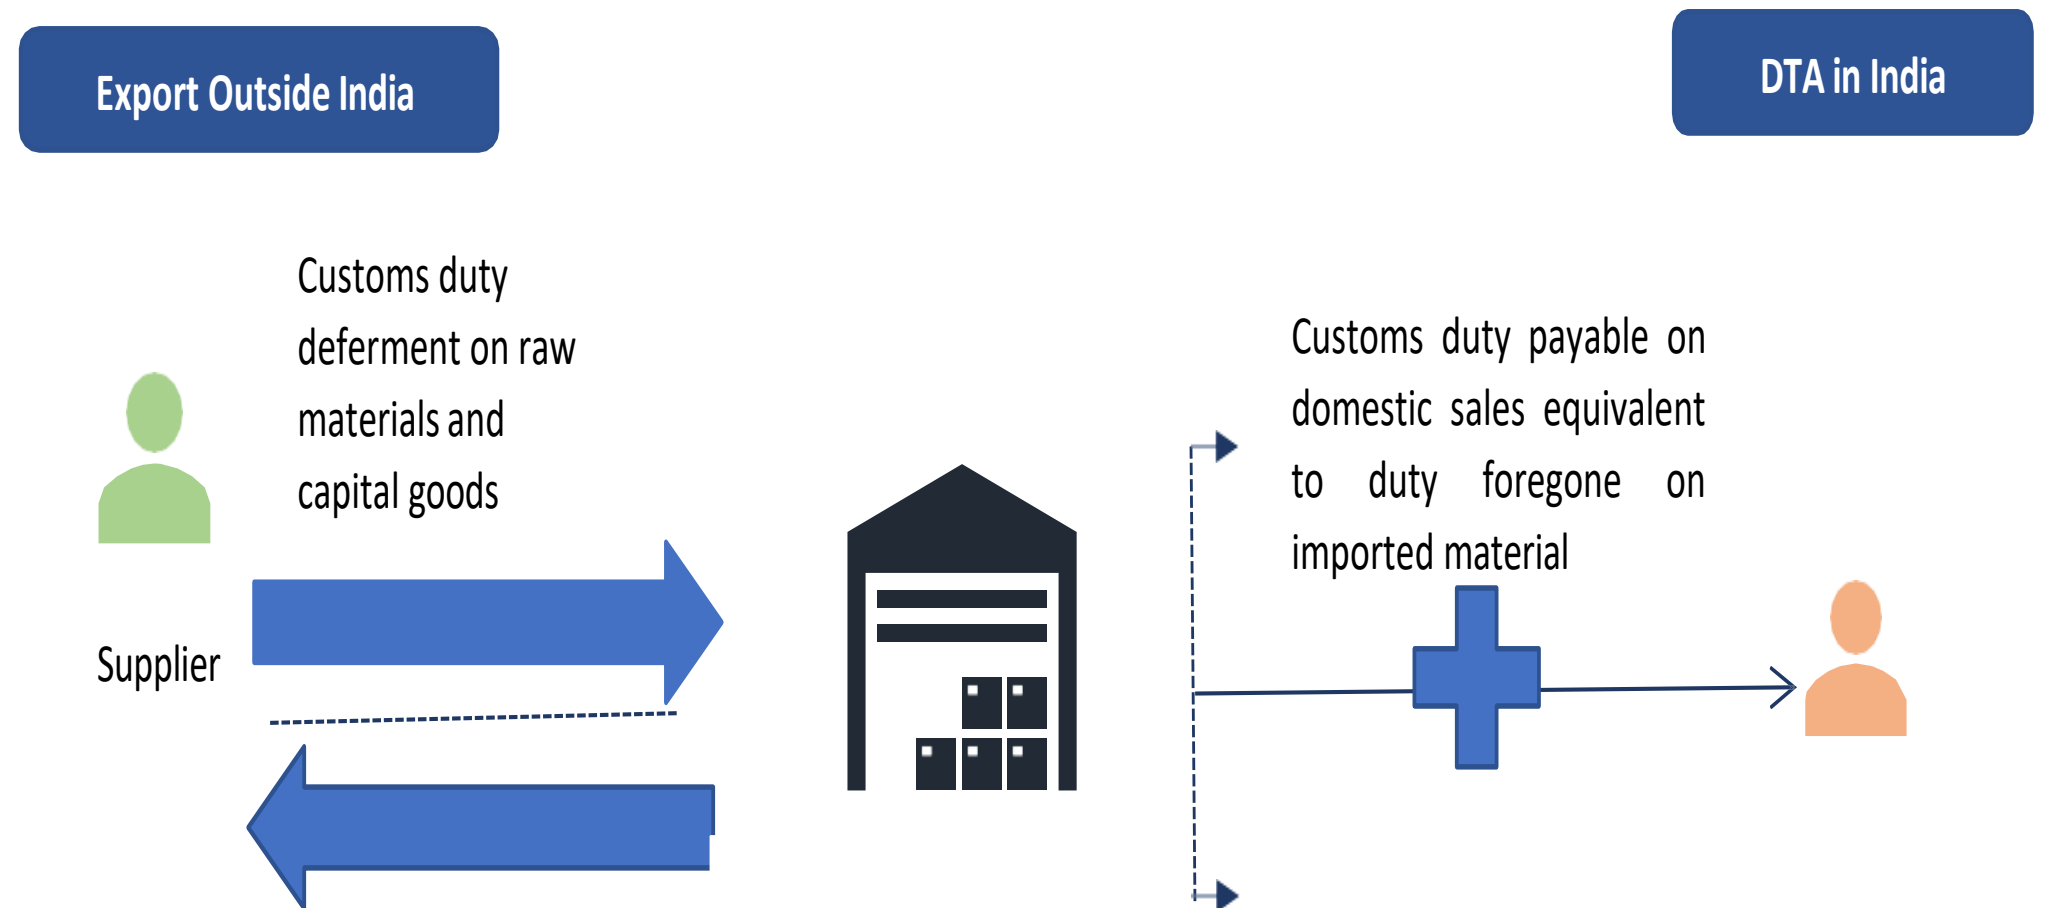 Export Outside India
DTA in India
Customs duty
deferment on raw
materials and
capital goods
Supplier
Customs duty payable on
domestic sales equivalent
to duty foregone on
imported material